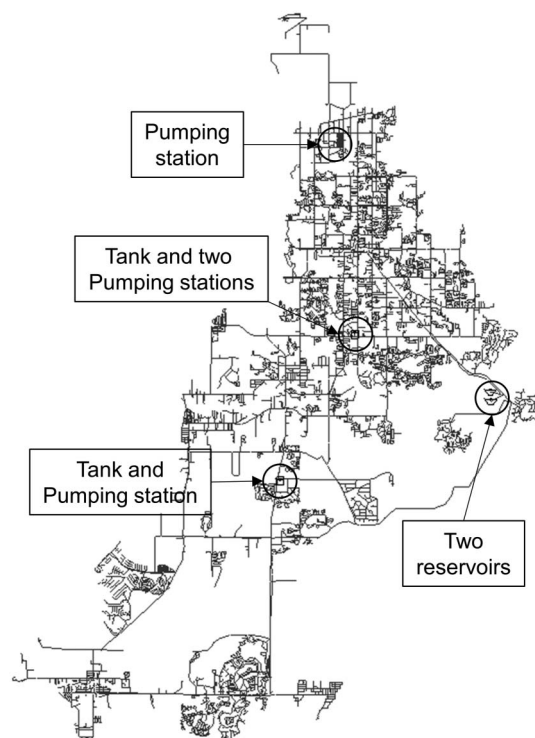 Pumping
station
Tank and two
Pumping stations
Tank and
Pumping station
Two
reservoirs